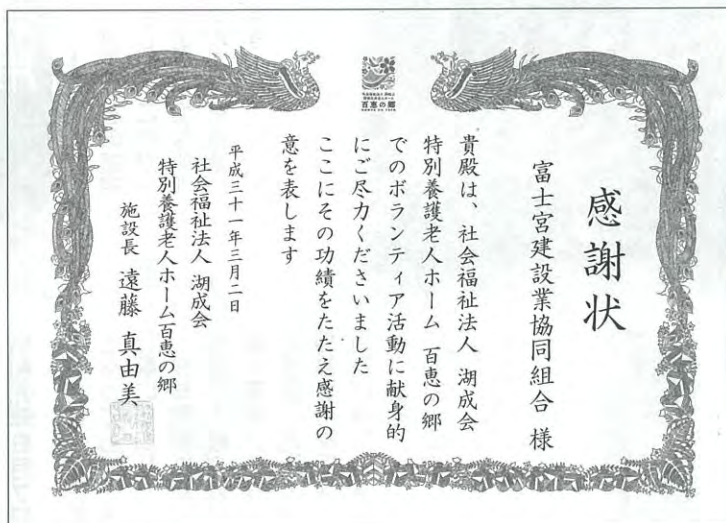 感謝状
富士宮建設業協同組合 様
貴殿は、社会福祉法人 湖成会
特別養護老人ホーム 百恵の郷
でのボランティア活動に献身的
にご尽力くださいました
ここにその功績をたたえ感謝の
意を表します
平成三十一年三月二日
社会福祉法人 湖成会
特別養護老人ホーム百恵の郷
施設長 遠藤 真由美
百恵の郷